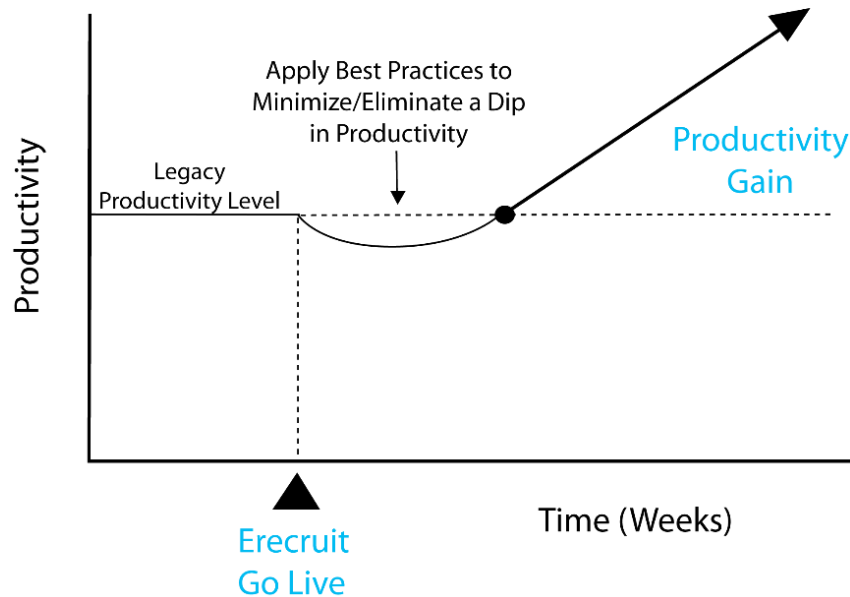 Apply Best Practices to
Minimize/Eliminate a Dip
in Productivity
Productivity
Gain
Legacy
Productivity Level
Productivity
Time (Weeks)
Erecruit
Go Live